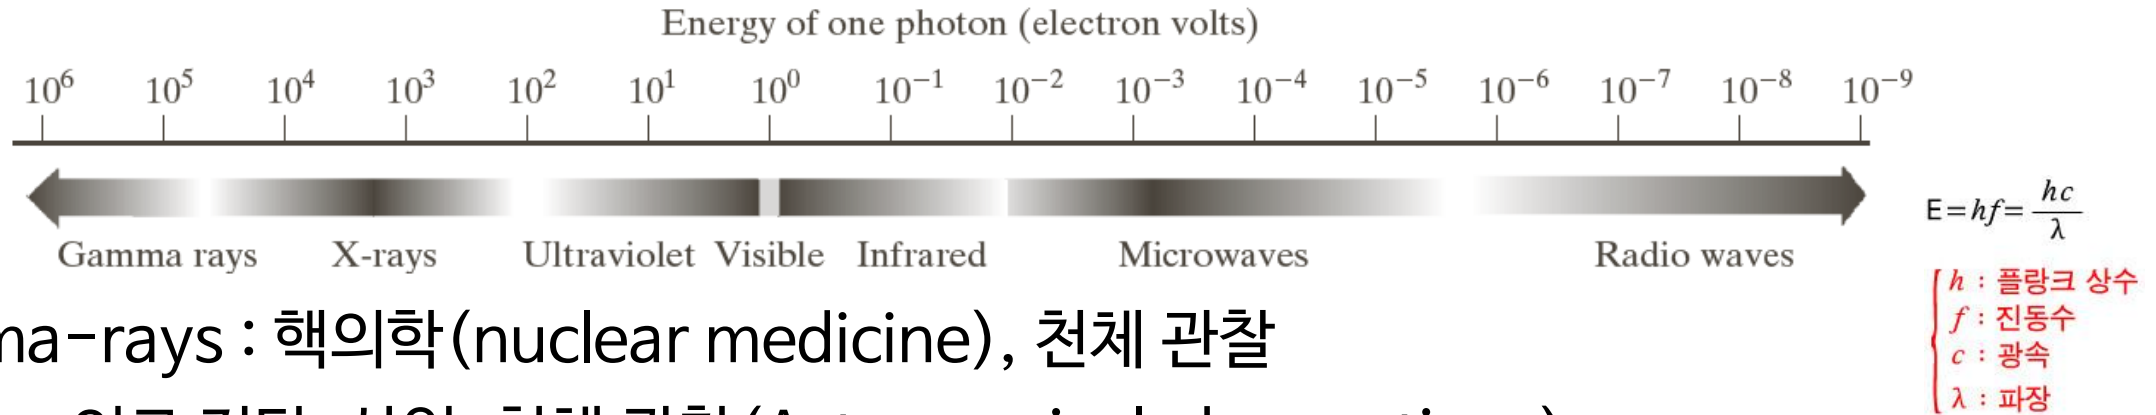 Energy of one photon (electron volts)
10⁶ 10⁵ 10⁴ 10³ 10² 10¹ 10⁰ 10⁻¹ 10⁻² 10⁻³ 10⁻⁴ 10⁻⁵ 10⁻⁶ 10⁻⁷ 10⁻⁸ 10⁻⁹
Gamma rays X-rays Ultraviolet Visible Infrared Microwaves Radio waves
E=hf=hc/λ
h : 플랑크 상수
f : 진동수
c : 광속
λ : 파장
ma-rays : 핵의학(nuclear medicine), 천체 관찰